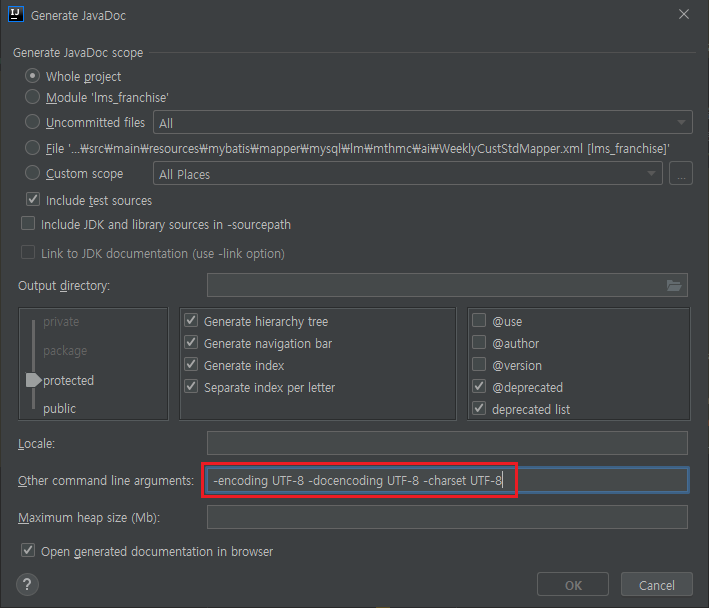 Generate JavaDoc
Generate JavaDoc scope
Whole project
Module 'lms_franchise'
Uncommitted files All
File '...₩src₩main₩resources₩mybatis₩mapper₩mysql₩lm₩mthmc₩ai₩WeeklyCustStdMapper.xml [lms_franchise]'
Custom scope All Places ...
Include test sources
Include JDK and library sources in -sourcepath
Link to JDK documentation (use -link option)
Output directory:
private
package
protected
public
Generate hierarchy tree
Generate navigation bar
Generate index
Separate index per letter
@use
@author
@version
@deprecated
deprecated list
Locale:
Other command line arguments: -encoding UTF-8 -docencoding UTF-8 -charset UTF-8
Maximum heap size (Mb):
Open generated documentation in browser
? OK Cancel